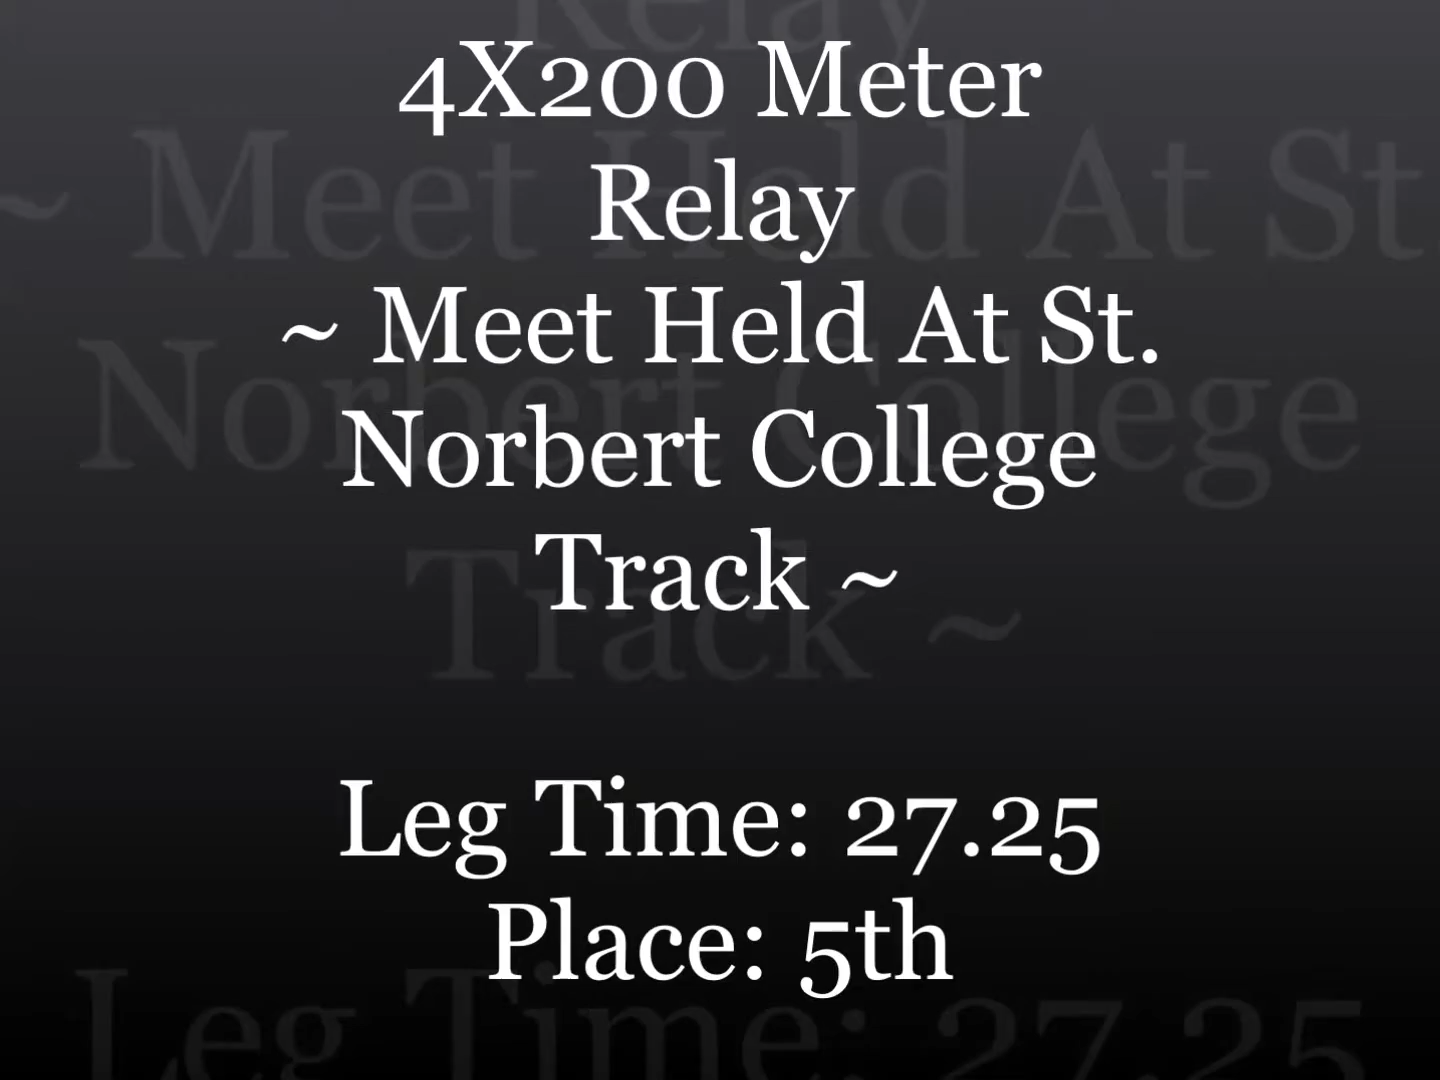 4X200 Meter
Relay
~ Meet Held At St.
Norbert College
Track ~
Leg Time: 27.25
Place: 5th